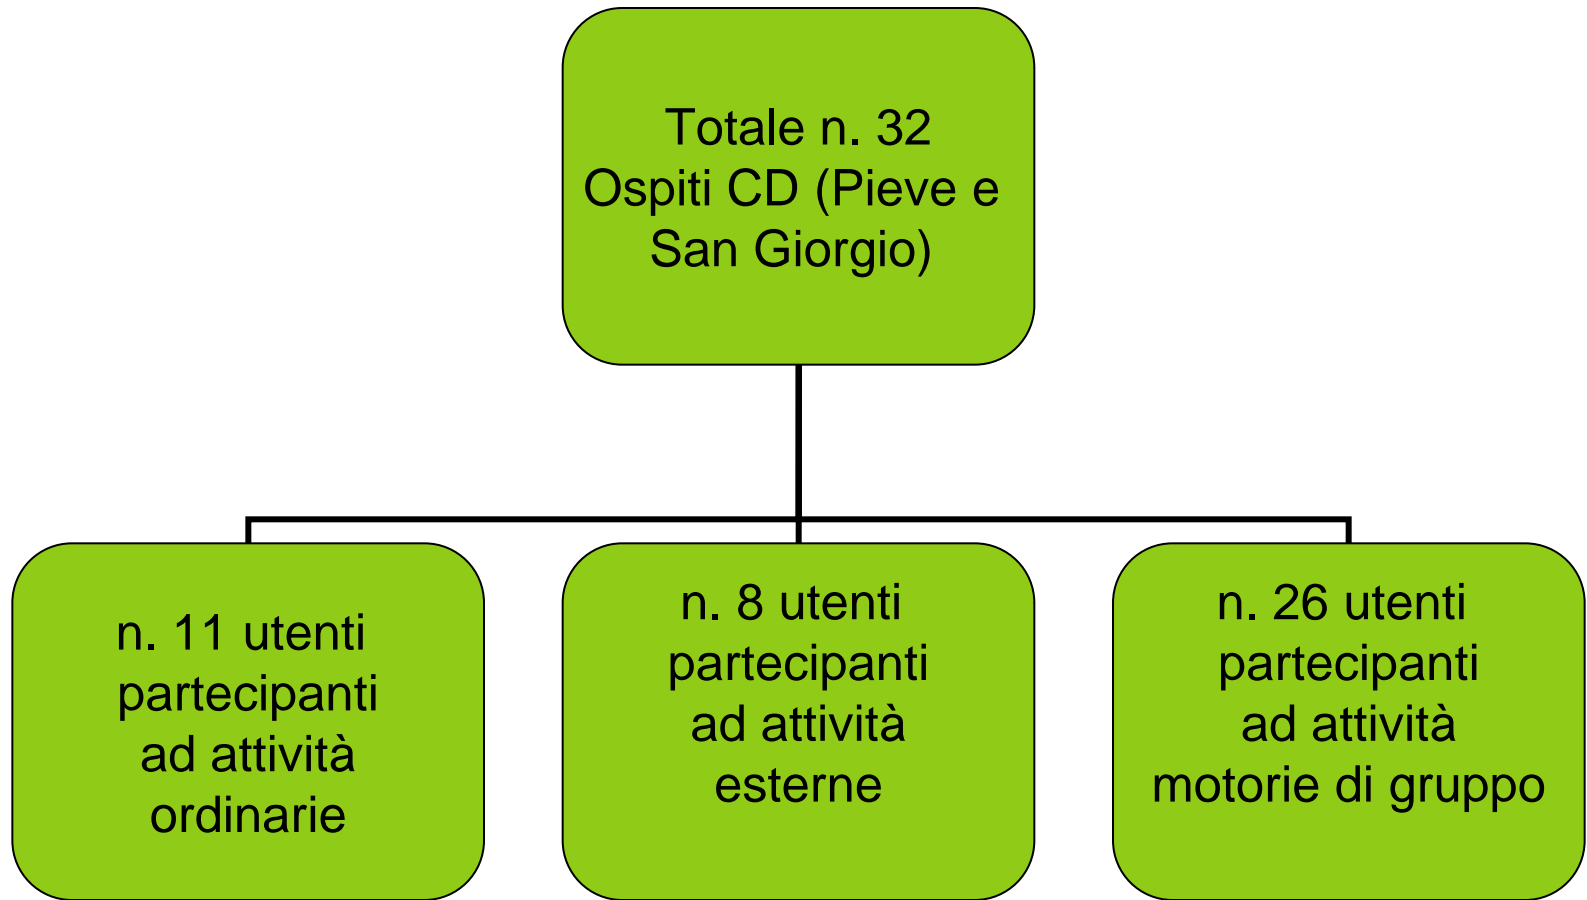 Totale n. 32
Ospiti CD (Pieve e
San Giorgio)
n. 11 utenti
partecipanti
ad attività
ordinarie
n. 8 utenti
partecipanti
ad attività
esterne
n. 26 utenti
partecipanti
ad attività
motorie di gruppo